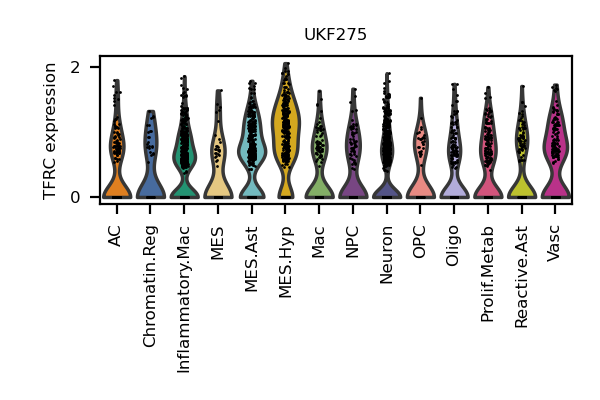 UKF275
TFRC expression
2
0
AC
Chromatin.Reg
Inflammatory.Mac
MES
MES.Ast
MES.Hyp
Mac
NPC
Neuron
OPC
Oligo
Prolif.Metab
Reactive.Ast
Vasc